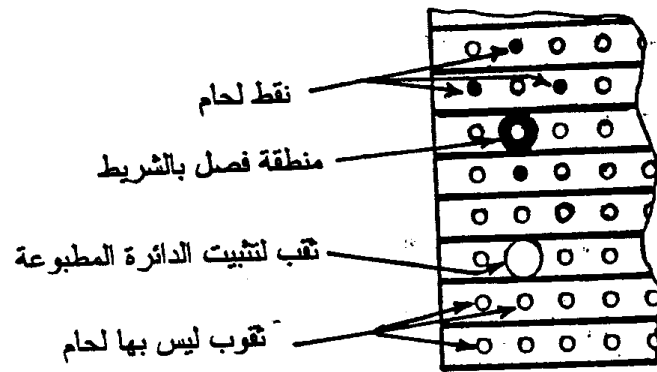 نقط لحام
منطقة فصل بالشريط
ثقب لتثبيت الدائرة المطبوعة
ثقوب ليس بها لحام